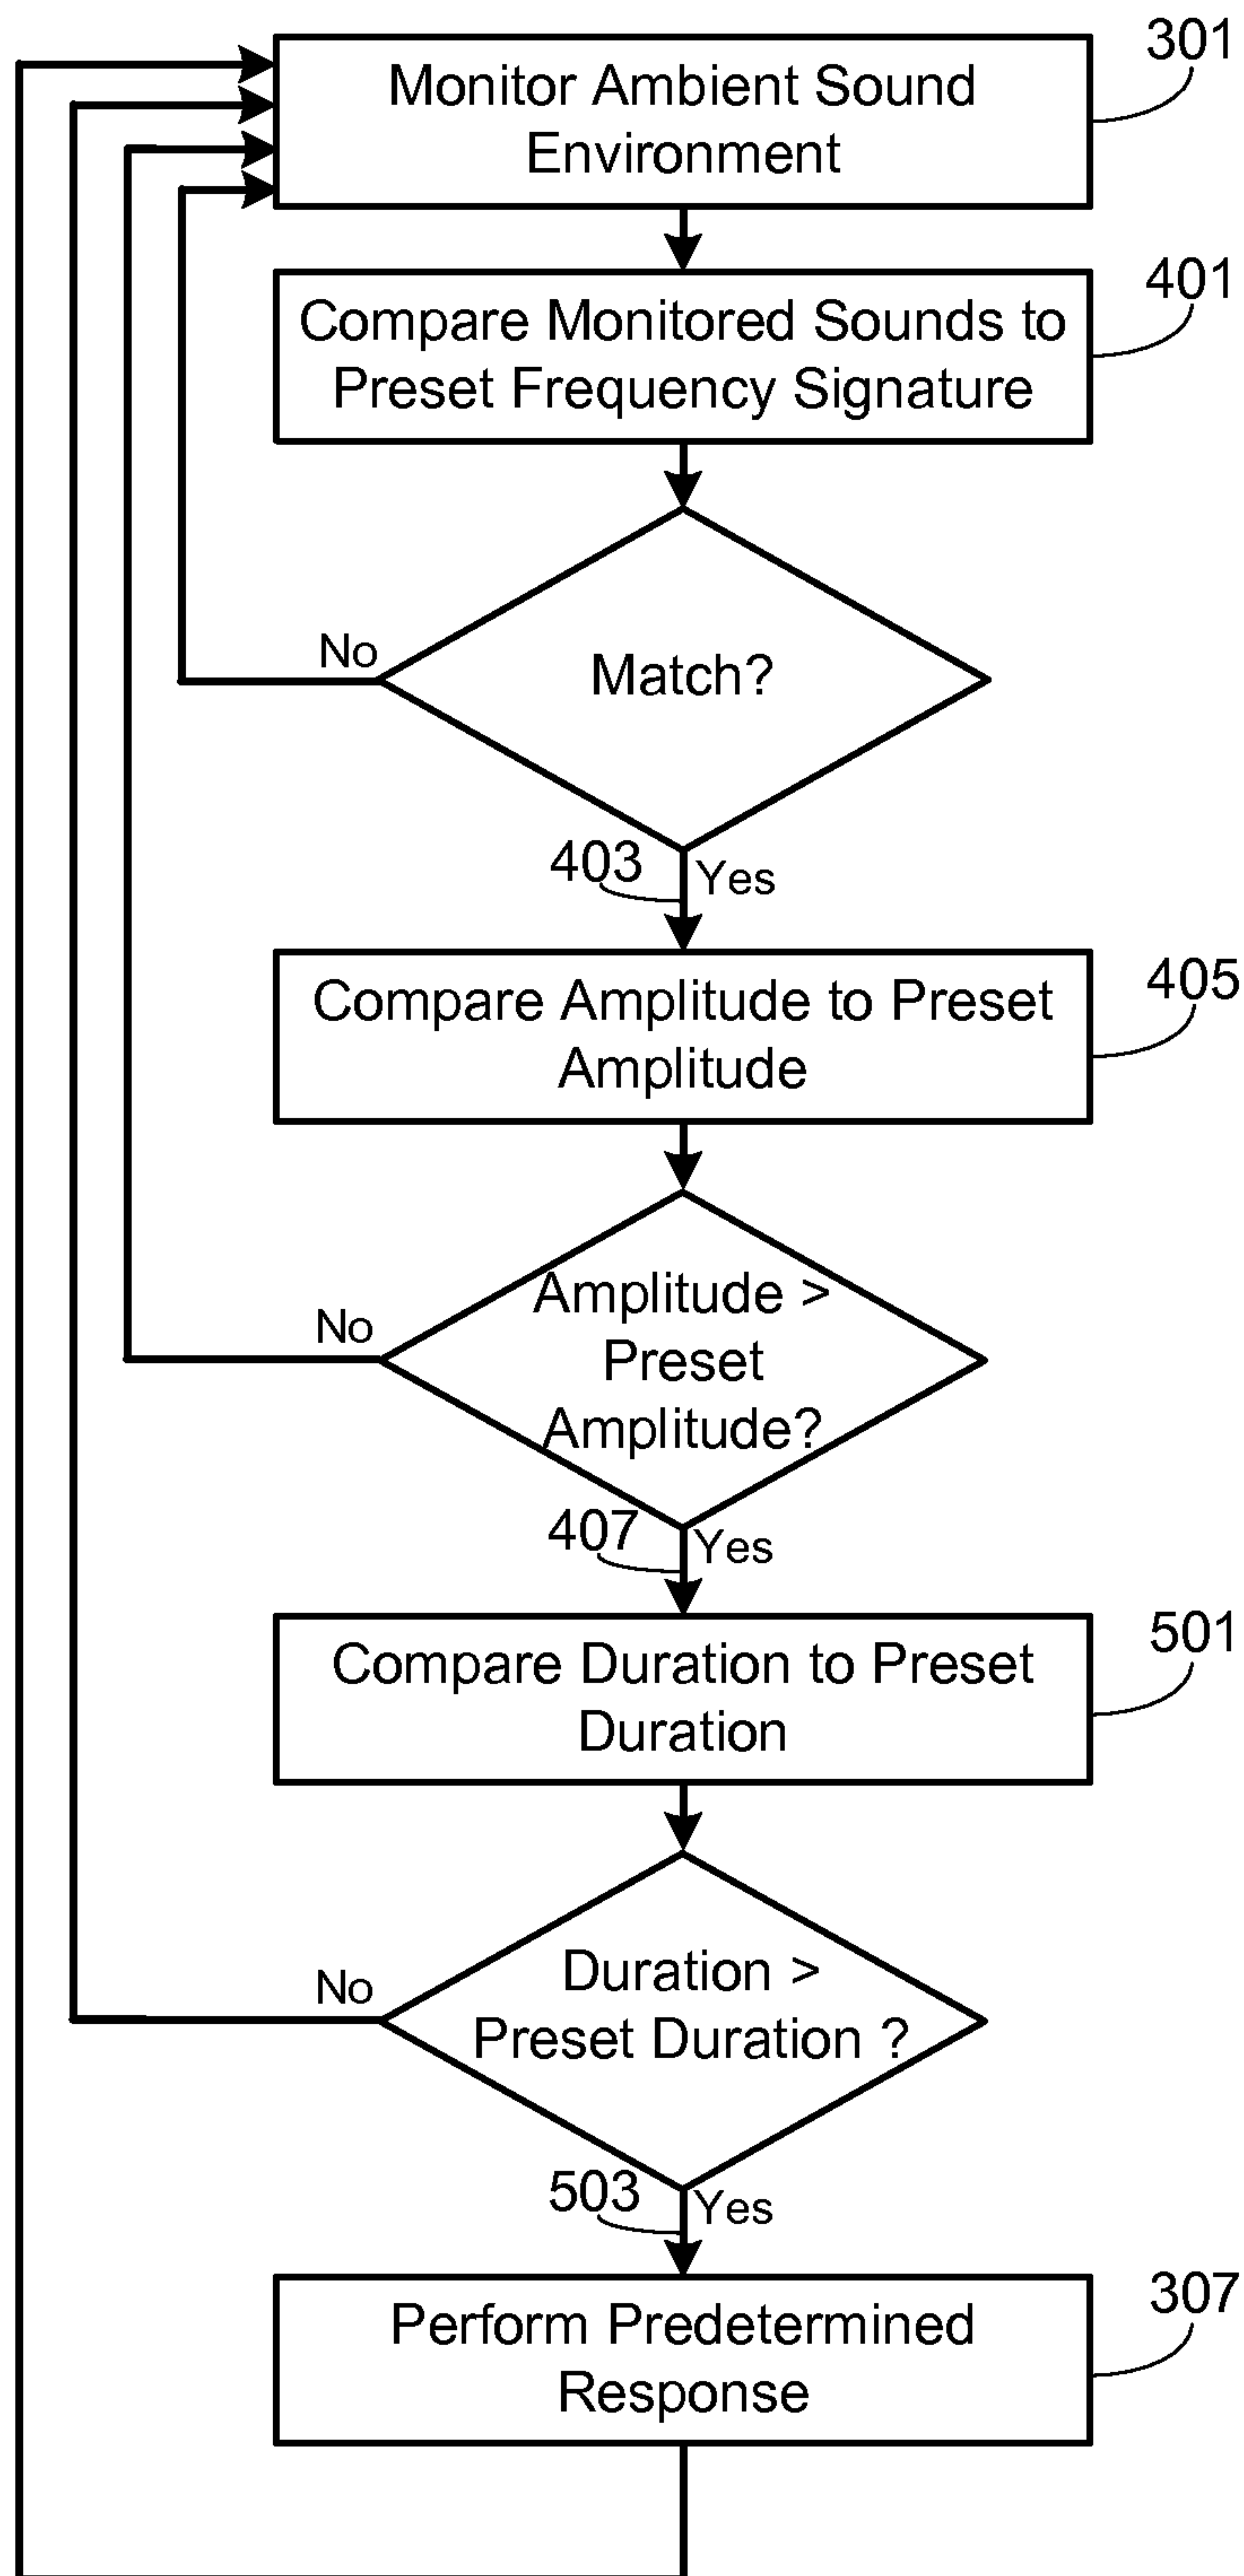 301
Monitor Ambient Sound
Environment
401
Compare Monitored Sounds to
Preset Frequency Signature
No
Match?
403
Yes
405
Compare Amplitude to Preset
Amplitude
No
Amplitude >
Preset
Amplitude?
407
Yes
501
Compare Duration to Preset
Duration
No
Duration >
Preset Duration ?
503
Yes
307
Perform Predetermined
Response